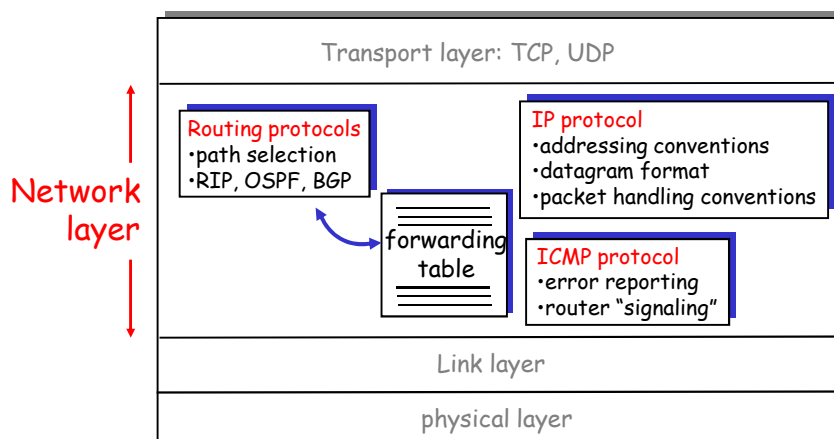 Transport layer: TCP, UDP
Network
layer
Routing protocols
•path selection
•RIP, OSPF, BGP
forwarding
table
IP protocol
•addressing conventions
•datagram format
•packet handling conventions
ICMP protocol
•error reporting
•router “signaling”
Link layer
physical layer